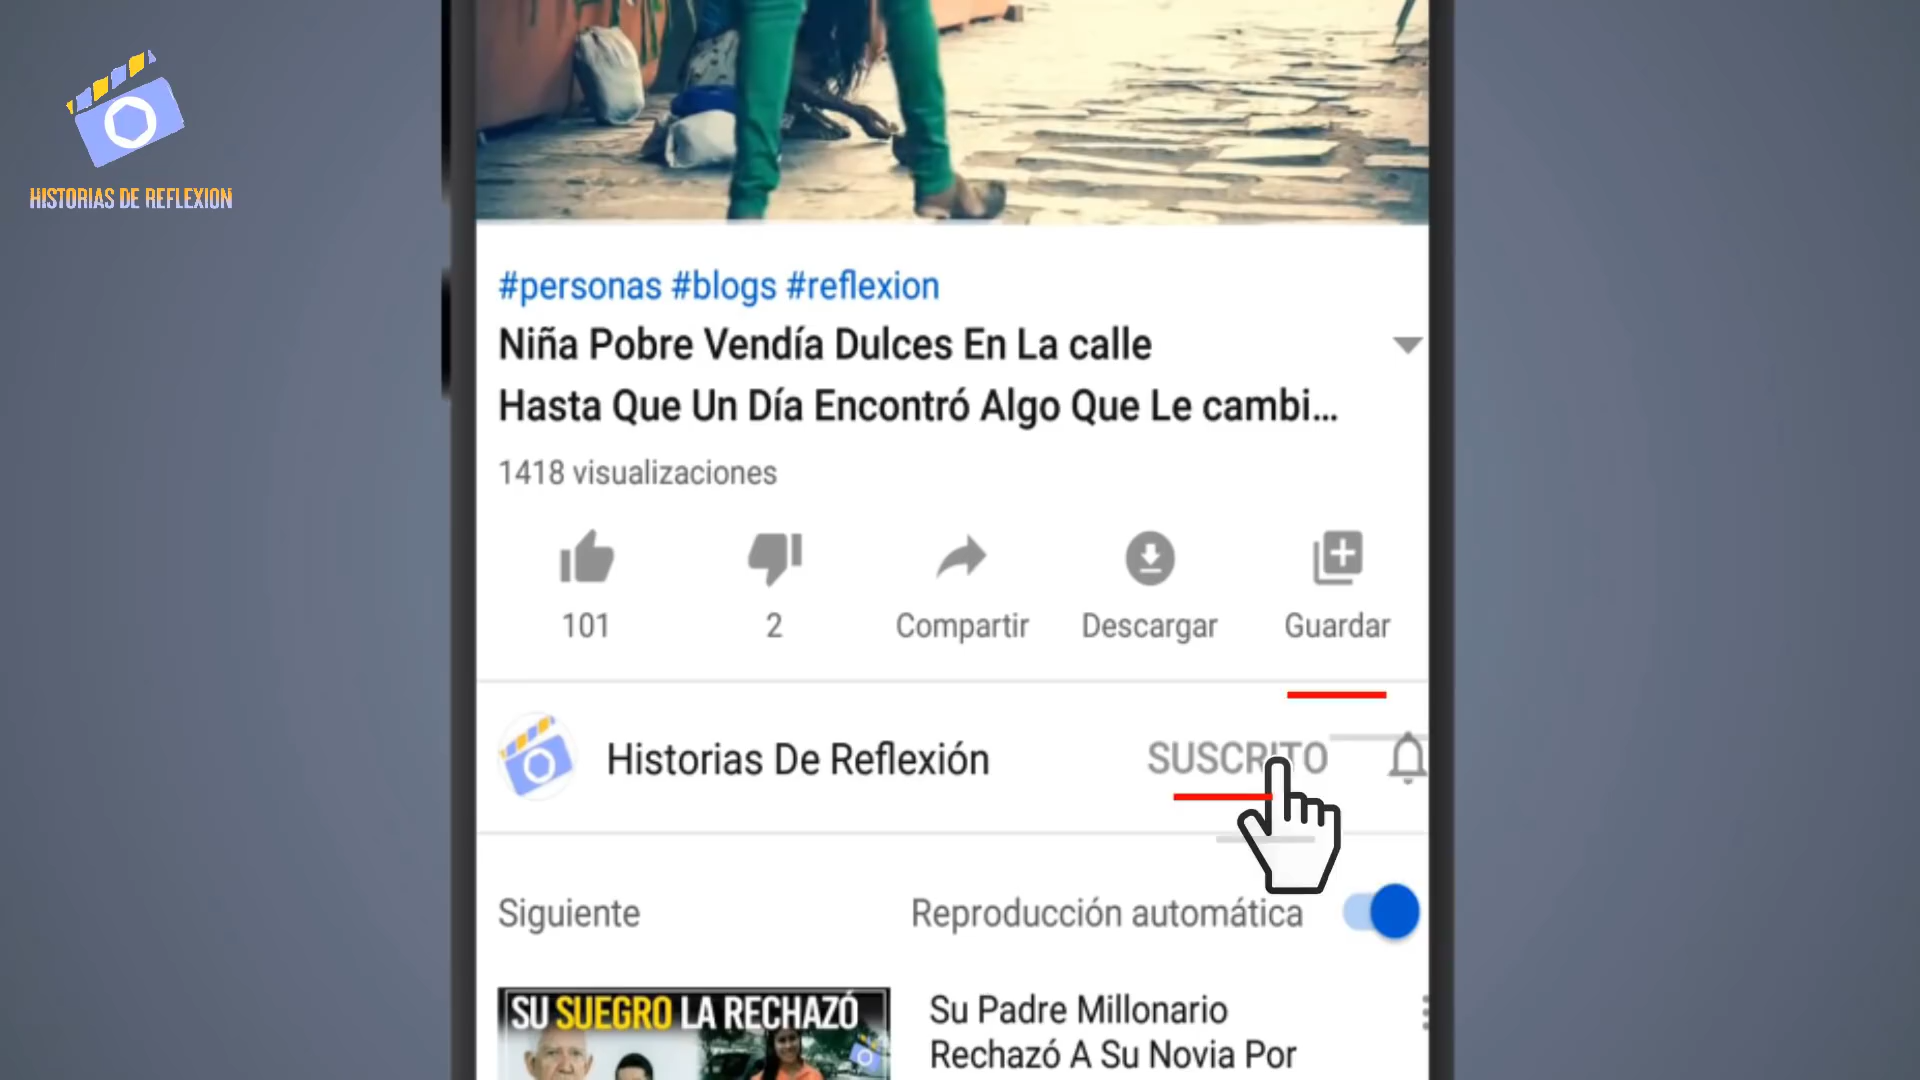 HISTORIAS DE REFLEXION
#personas #blogs #reflexion
Niña Pobre Vendía Dulces En La calle
Hasta Que Un Día Encontró Algo Que Le cambi...
1418 visualizaciones
101
2
Compartir
Descargar
Guardar
Historias De Reflexión
SUSCRITO
Siguiente
Reproducción automática
SU SUEGRO LA RECHAZÓ
Su Padre Millonario
Rechazó A Su Novia Por